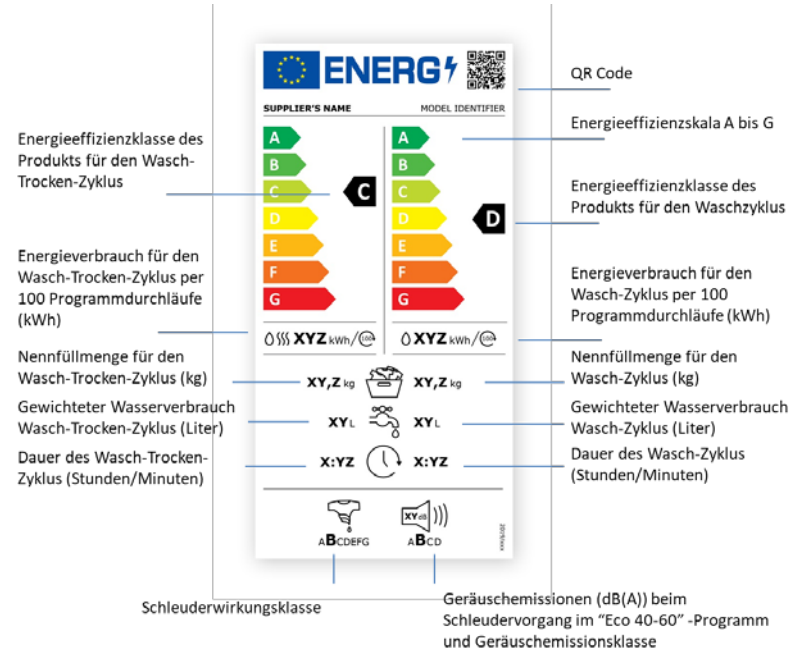 ENERG
QR Code
SUPPLIER'S NAME
MODEL IDENTIFIER
Energieeffizienzskala A bis G
Energieeffizienzklasse des
Produkts für den Wasch-
Trocken-Zyklus
A
B
C
D
E
F
G
C
A
B
C
D
E
F
G
D
Energieeffizienzklasse des
Produkts für den Waschzyklus
Energieverbrauch für den
Wasch-Trocken-Zyklus per
100 Programmdurchläufe
(kWh)
XYZ kWh/100
XYZ kWh/100
Energieverbrauch für den
Wasch-Zyklus per 100
Programmdurchläufe (kWh)
Nennfüllmenge für den
Wasch-Trocken-Zyklus (kg)
XY,Z kg
XY,Z kg
Nennfüllmenge für den
Wasch-Zyklus (kg)
Gewichteter Wasserverbrauch
Wasch-Trocken-Zyklus (Liter)
XY L
XY L
Gewichteter Wasserverbrauch
Wasch-Zyklus (Liter)
Dauer des Wasch-Trocken-
Zyklus (Stunden/Minuten)
X:YZ
X:YZ
Dauer des Wasch-Zyklus
(Stunden/Minuten)
ABCDEFG
XY dB
ABCD
Schleuderwirkungsklasse
Geräuschemissionen (dB(A)) beim
Schleudervorgang im "Eco 40-60" -Programm
und Geräuschemissionsklasse